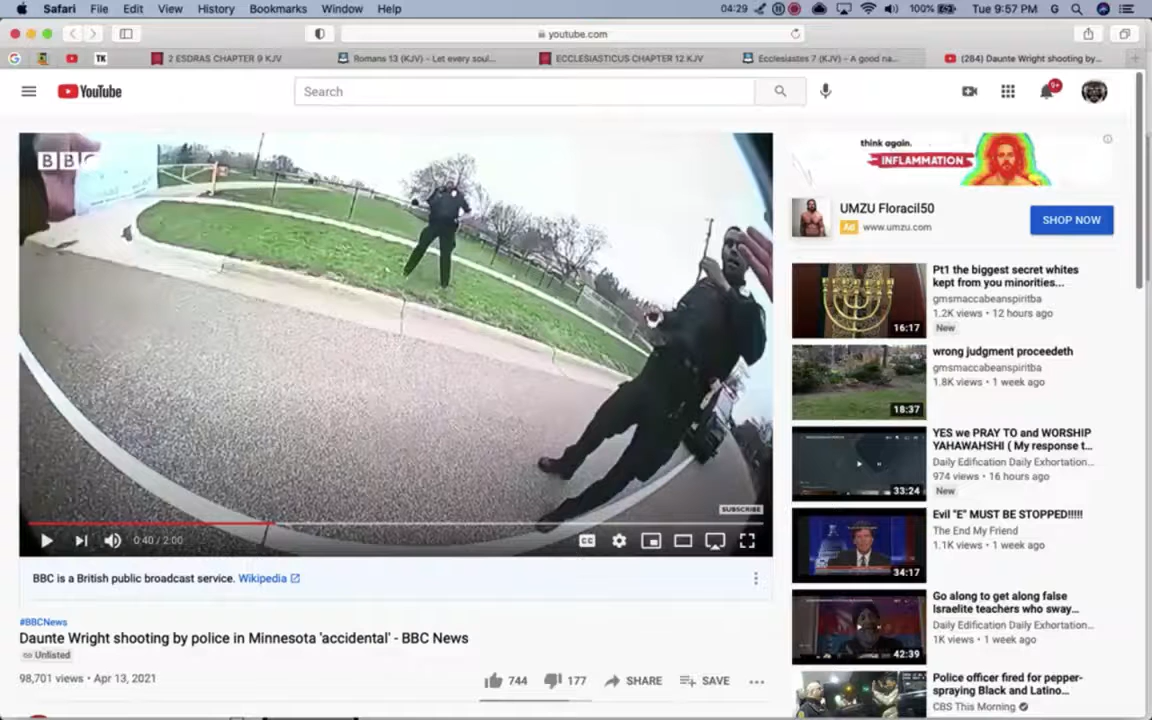 Safari File Edit View History Bookmarks Window Help 04:29 100% Tue 9:57 PM G
youtube.com
G TK 2 ESDRAS CHAPTER 9 KJV Romans 13 (KJV) - Let every soul... ECCLESIASTICUS CHAPTER 12 KJV Ecclesiastes 7 (KJV) - A good na... (284) Daunte Wright shooting by...
YouTube
Search
9+
BBC
SUBSCRIBE
0:40 / 2:00
CC
BBC is a British public broadcast service. Wikipedia
#BBCNews
Daunte Wright shooting by police in Minnesota 'accidental' - BBC News
Unlisted
98,701 views • Apr 13, 2021
744 177 SHARE SAVE
think again.
INFLAMMATION
UMZU Floracil50
Ad www.umzu.com
SHOP NOW
Pt1 the biggest secret whites
kept from you minorities...
gmsmaccabeanspiritba
1.2K views • 12 hours ago
New
16:17
wrong judgment proceedeth
gmsmaccabeanspiritba
1.8K views • 1 week ago
18:37
YES we PRAY TO and WORSHIP
YAHAWAHSHI ( My response t...
Daily Edification Daily Exhortation...
974 views • 16 hours ago
New
33:24
Evil "E" MUST BE STOPPED!!!!!
The End My Friend
1.1K views • 1 week ago
34:17
Go along to get along false
Israelite teachers who sway...
Daily Edification Daily Exhortation...
1K views • 1 week ago
42:39
Police officer fired for pepper-
spraying Black and Latino...
CBS This Morning